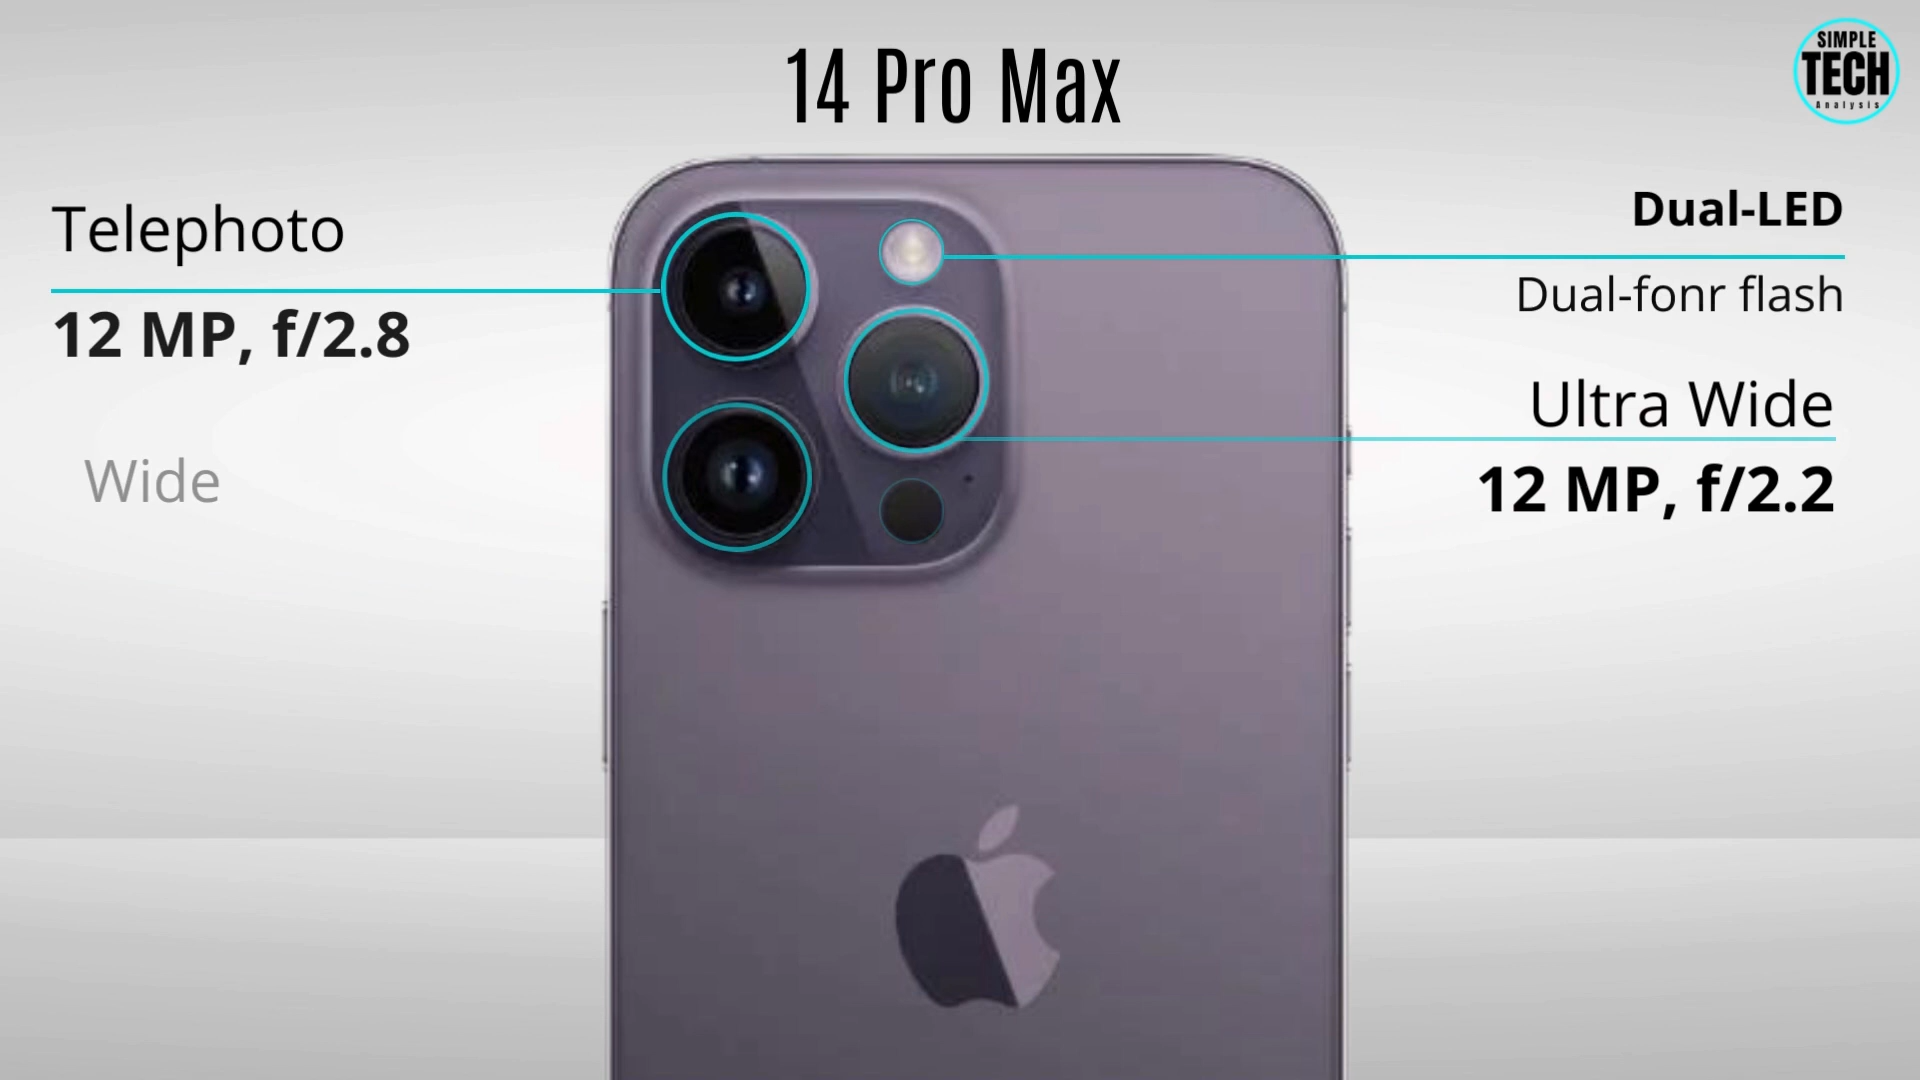 14 Pro Max
SIMPLE
TECH
Analysis
Telephoto
12 MP, f/2.8
Wide
Dual-LED
Dual-fonr flash
Ultra Wide
12 MP, f/2.2